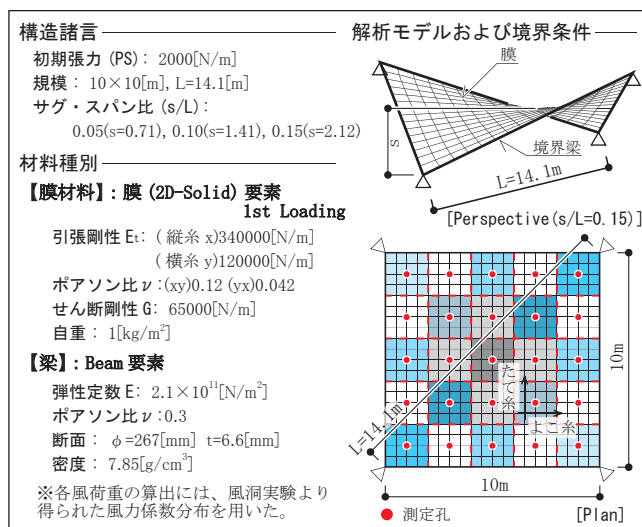 構造諸言
初期張力 (PS): 2000[N/m]
規模: 10×10[m], L=14.1[m]
サグ・スパン比 (s/L):
0.05(s=0.71), 0.10(s=1.41), 0.15(s=2.12)
材料種別
【膜材料】: 膜 (2D-Solid) 要素
1st Loading
引張剛性 Et: (縦糸 x)340000[N/m]
(横糸 y)120000[N/m]
ポアソン比ν:(xy)0.12 (yx)0.042
せん断剛性 G: 65000[N/m]
自重: 1[kg/m²]
【梁】: Beam 要素
弾性定数 E: 2.1×10¹¹[N/m²]
ポアソン比ν:0.3
断面: φ=267[mm] t=6.6[mm]
密度: 7.85[g/cm³]
※各風荷重の算出には、風洞実験より
得られた風力係数分布を用いた。
解析モデルおよび境界条件
膜
s
境界梁
L=14.1m
[Perspective(s/L=0.15)]
たて糸
よこ糸
L=14.1m
10m
10m
測定孔
[Plan]